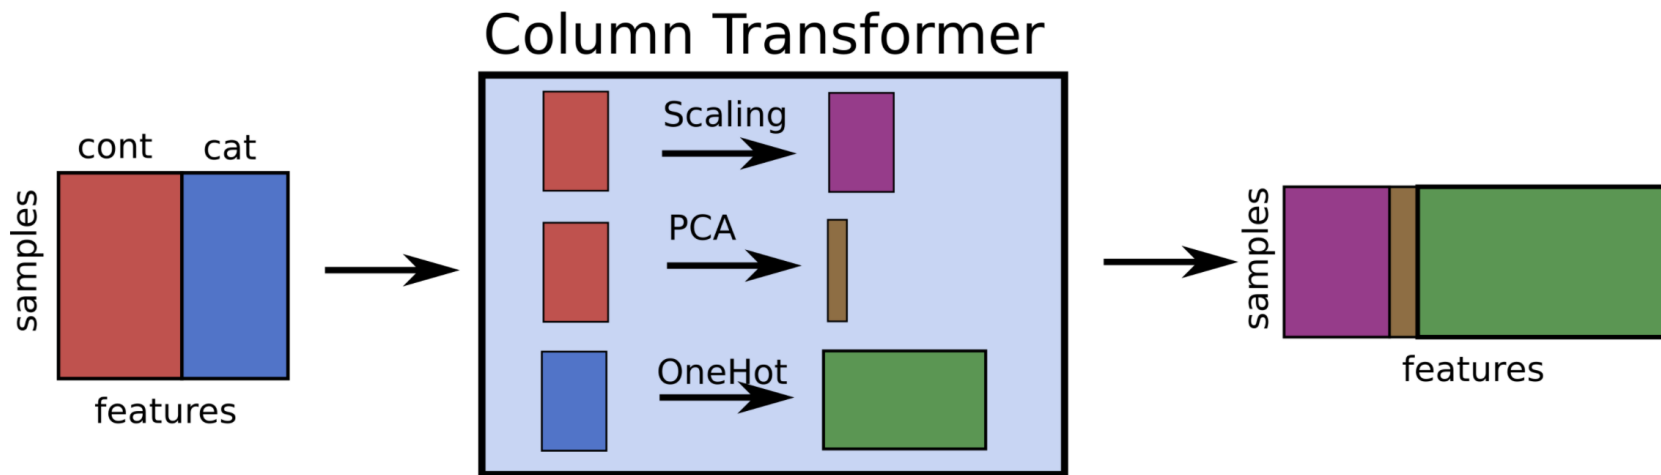 Column Transformer
cont
cat
samples
features
Scaling
PCA
OneHot
samples
features